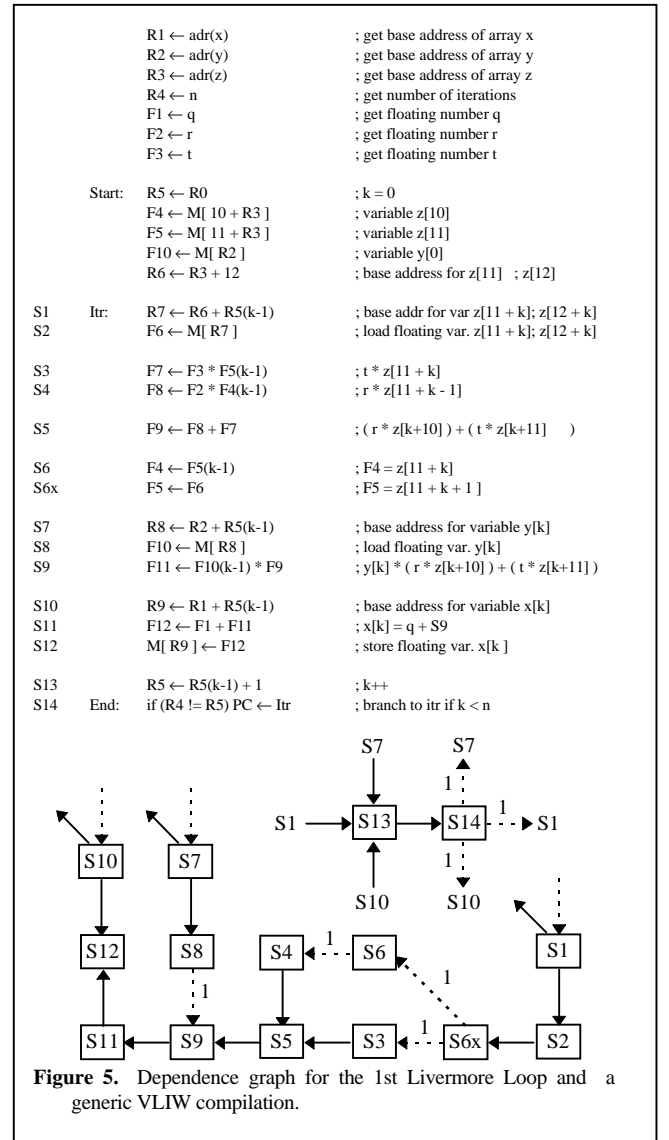 R1 ← adr(x) ; get base address of array x
R2 ← adr(y) ; get base address of array y
R3 ← adr(z) ; get base address of array z
R4 ← n ; get number of iterations
F1 ← q ; get floating number q
F2 ← r ; get floating number r
F3 ← t ; get floating number t
Start: R5 ← R0 ; k = 0
F4 ← M[ 10 + R3 ] ; variable z[10]
F5 ← M[ 11 + R3 ] ; variable z[11]
F10 ← M[ R2 ] ; variable y[0]
R6 ← R3 + 12 ; base address for z[11] ; z[12]
S1 Itr: R7 ← R6 + R5(k-1) ; base addr for var z[11 + k]; z[12 + k]
S2 F6 ← M[ R7 ] ; load floating var. z[11 + k]; z[12 + k]
S3 F7 ← F3 * F5(k-1) ; t * z[11 + k]
S4 F8 ← F2 * F4(k-1) ; r * z[11 + k - 1]
S5 F9 ← F8 + F7 ; ( r * z[k+10] ) + ( t * z[k+11] )
S6 F4 ← F5(k-1) ; F4 = z[11 + k]
S6x F5 ← F6 ; F5 = z[11 + k + 1 ]
S7 R8 ← R2 + R5(k-1) ; base address for variable y[k]
S8 F10 ← M[ R8 ] ; load floating var. y[k]
S9 F11 ← F10(k-1) * F9 ; y[k] * ( r * z[k+10] ) + ( t * z[k+11] )
S10 R9 ← R1 + R5(k-1) ; base address for variable x[k]
S11 F12 ← F1 + F11 ; x[k] = q + S9
S12 M[ R9 ] ← F12 ; store floating var. x[k ]
S13 R5 ← R5(k-1) + 1 ; k++
S14 End: if (R4 != R5) PC ← Itr ; branch to itr if k < n
S7 S7
1
S1 S13 S14 1 S1
1
S10 S7
S10 S10
S1
S12 S8 S4 1 S6
1 1
S11 S9 S5 S3 1 S6x S2
Figure 5. Dependence graph for the 1st Livermore Loop and a
generic VLIW compilation.